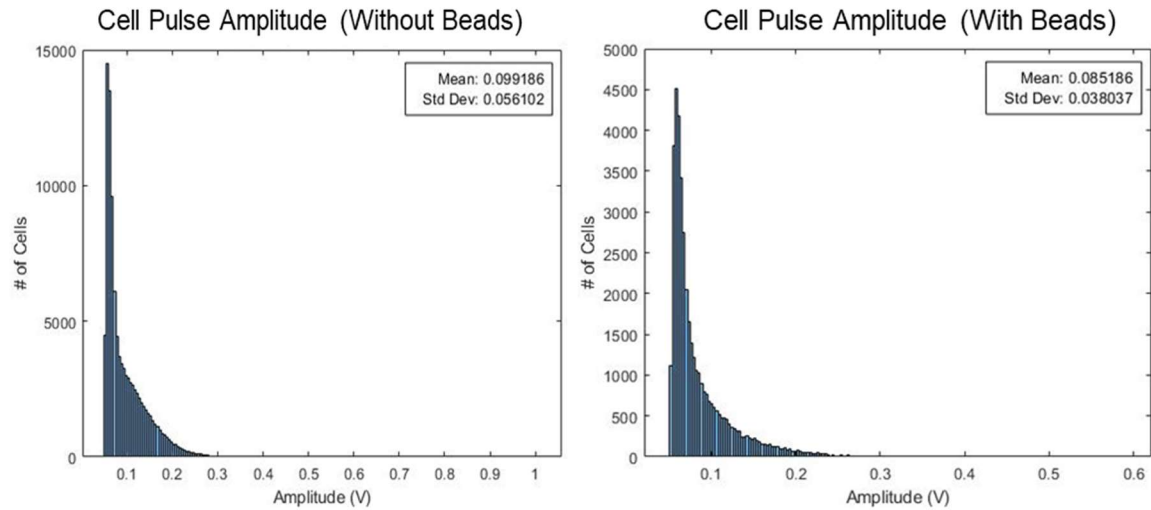 Cell Pulse Amplitude (Without Beads)
15000
10000
5000
0
# of Cells
Mean: 0.099186
Std Dev: 0.056102
0.1 0.2 0.3 0.4 0.5 0.6 0.7 0.8 0.9 1
Amplitude (V)
Cell Pulse Amplitude (With Beads)
5000
4500
4000
3500
3000
2500
2000
1500
1000
500
0
# of Cells
Mean: 0.085186
Std Dev: 0.038037
0.1 0.2 0.3 0.4 0.5 0.6
Amplitude (V)